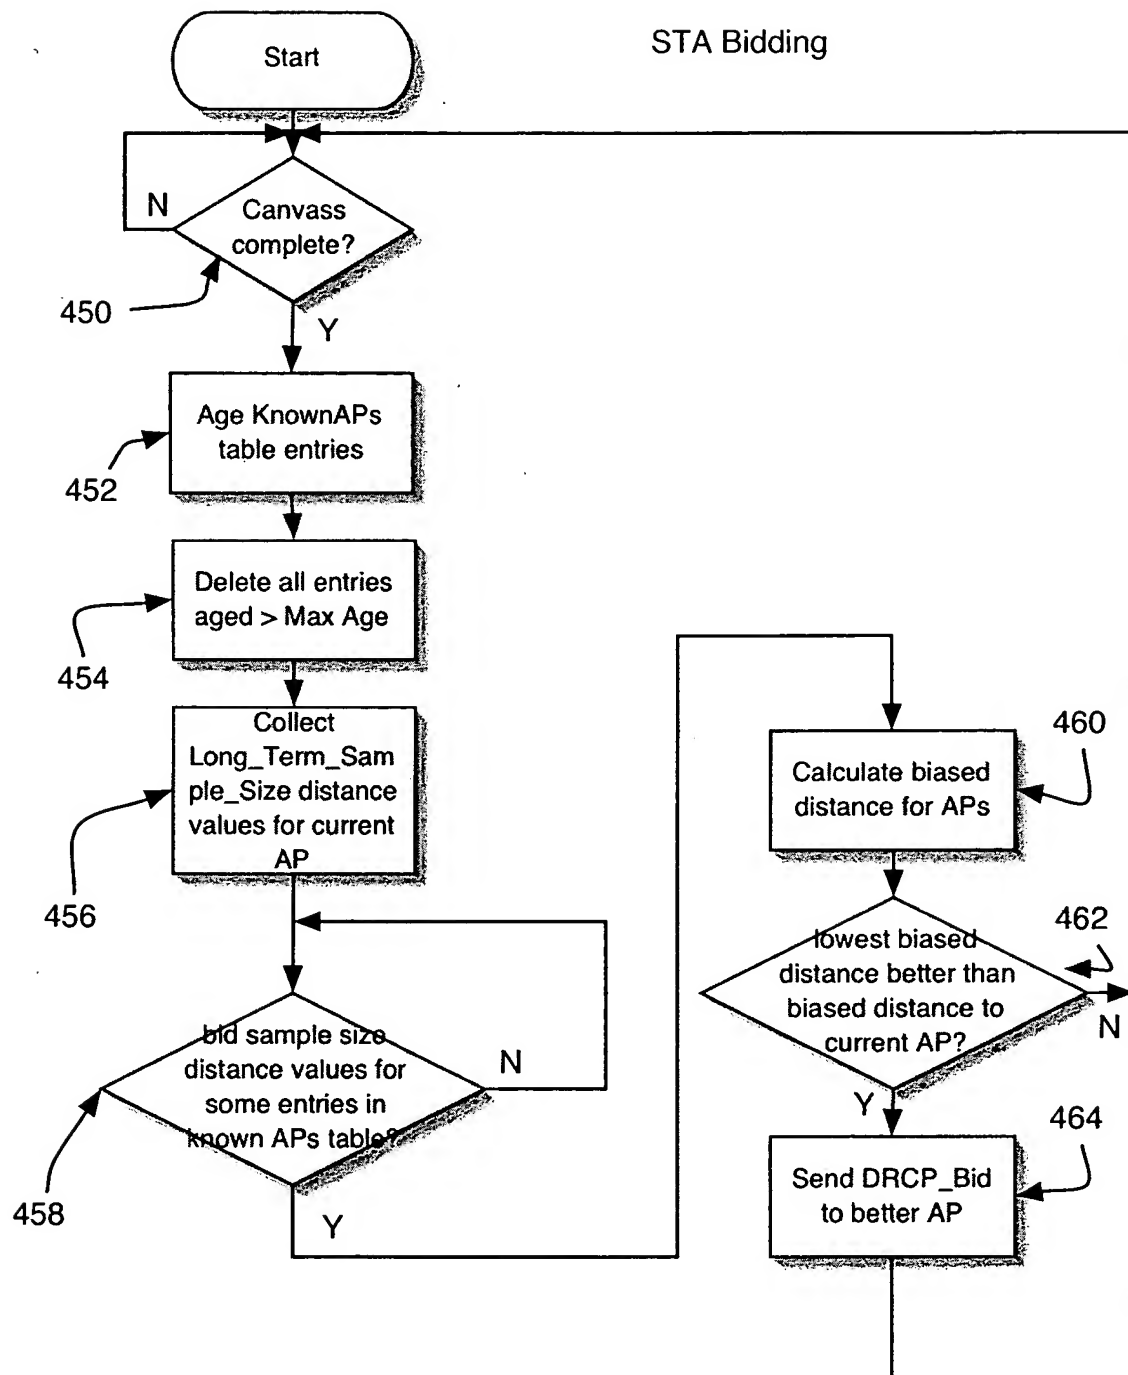 STA Bidding
Start
N
Canvass
complete?
450
Y
Age KnownAPs
table entries
452
Delete all entries
aged > Max Age
454
Collect
Long_Term_Sam
ple_Size distance
values for current
AP
456
bid sample size
distance values for
some entries in
known APs table?
N
458
Y
460
Calculate biased
distance for APs
462
lowest biased
distance better than
biased distance to
current AP?
N
Y
464
Send DRCP_Bid
to better AP